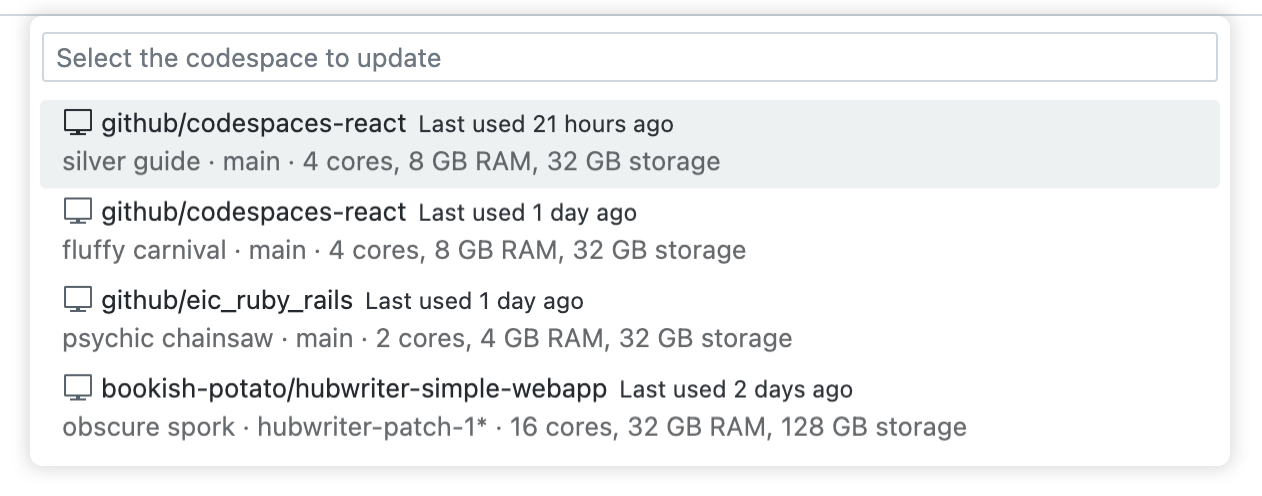 Select the codespace to update
github/codespaces-react Last used 21 hours ago
silver guide · main · 4 cores, 8 GB RAM, 32 GB storage
github/codespaces-react Last used 1 day ago
fluffy carnival · main · 4 cores, 8 GB RAM, 32 GB storage
github/eic_ruby_rails Last used 1 day ago
psychic chainsaw · main · 2 cores, 4 GB RAM, 32 GB storage
bookish-potato/hubwriter-simple-webapp Last used 2 days ago
obscure spork · hubwriter-patch-1* · 16 cores, 32 GB RAM, 128 GB storage